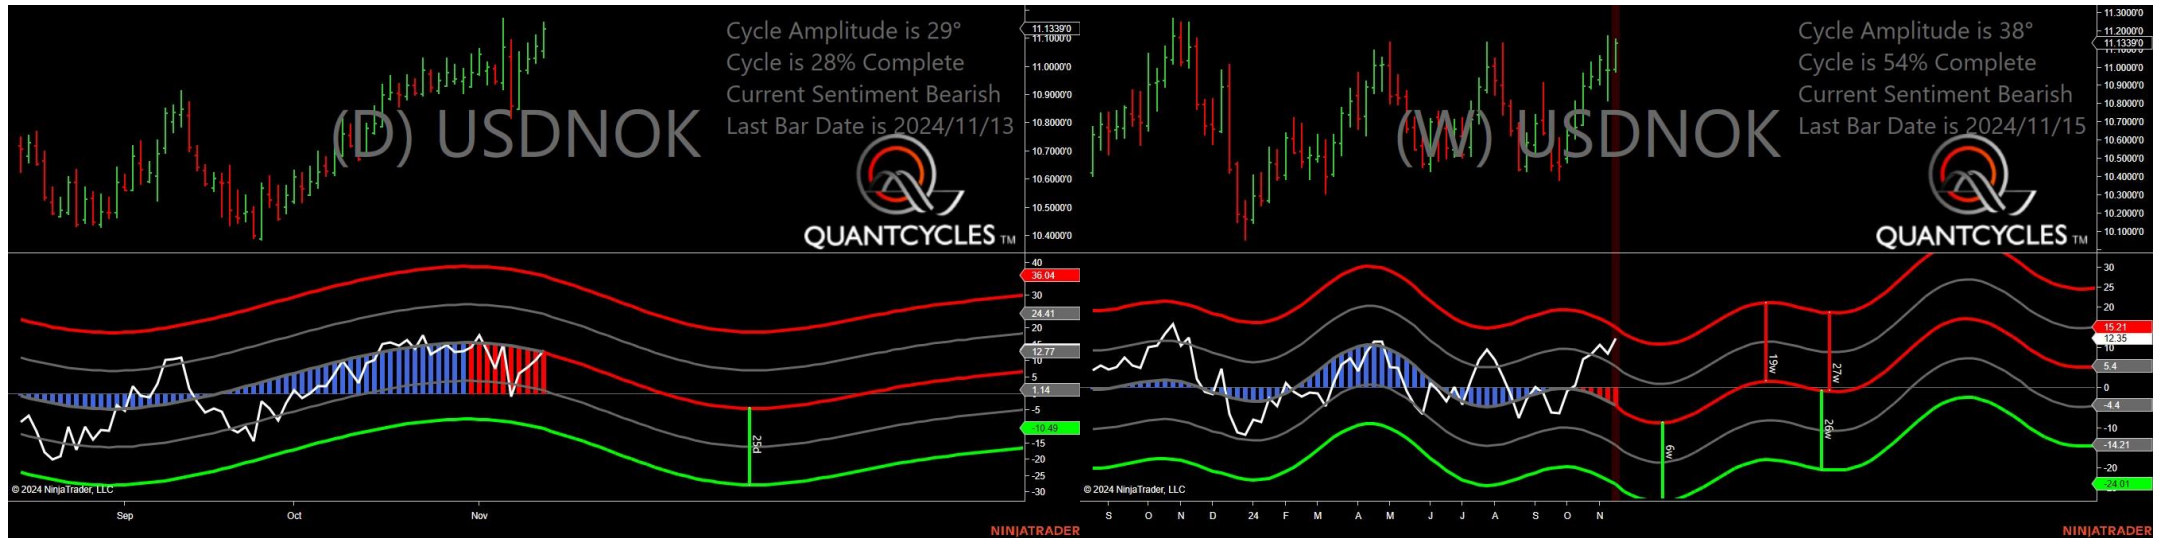 Cycle Amplitude is 29°
Cycle is 28% Complete
Current Sentiment Bearish
Last Bar Date is 2024/11/13
(D) USDNOK
QUANTCYCLES TM
11.1339'0
11.1000'0
11.0000'0
10.9000'0
10.8000'0
10.7000'0
10.6000'0
10.5000'0
10.4000'0
40
36.04
30
24.41
20
12.77
10
5
1.14
-5
-10.49
-15
-20
-25
-30
25d
© 2024 NinjaTrader, LLC
Sep Oct Nov
NINJATRADER
Cycle Amplitude is 38°
Cycle is 54% Complete
Current Sentiment Bearish
Last Bar Date is 2024/11/15
(W) USDNOK
QUANTCYCLES TM
11.3000'0
11.2000'0
11.1339'0
11.0000'0
10.9000'0
10.8000'0
10.7000'0
10.6000'0
10.5000'0
10.4000'0
10.3000'0
10.2000'0
10.1000'0
30
25
20
15.21
12.35
10
5.4
0
-4.4
-10
-14.21
-20
-24.01
19w
27w
6w
26w
© 2024 NinjaTrader, LLC
S O N D 24 F M A M J J A S O N
NINJATRADER